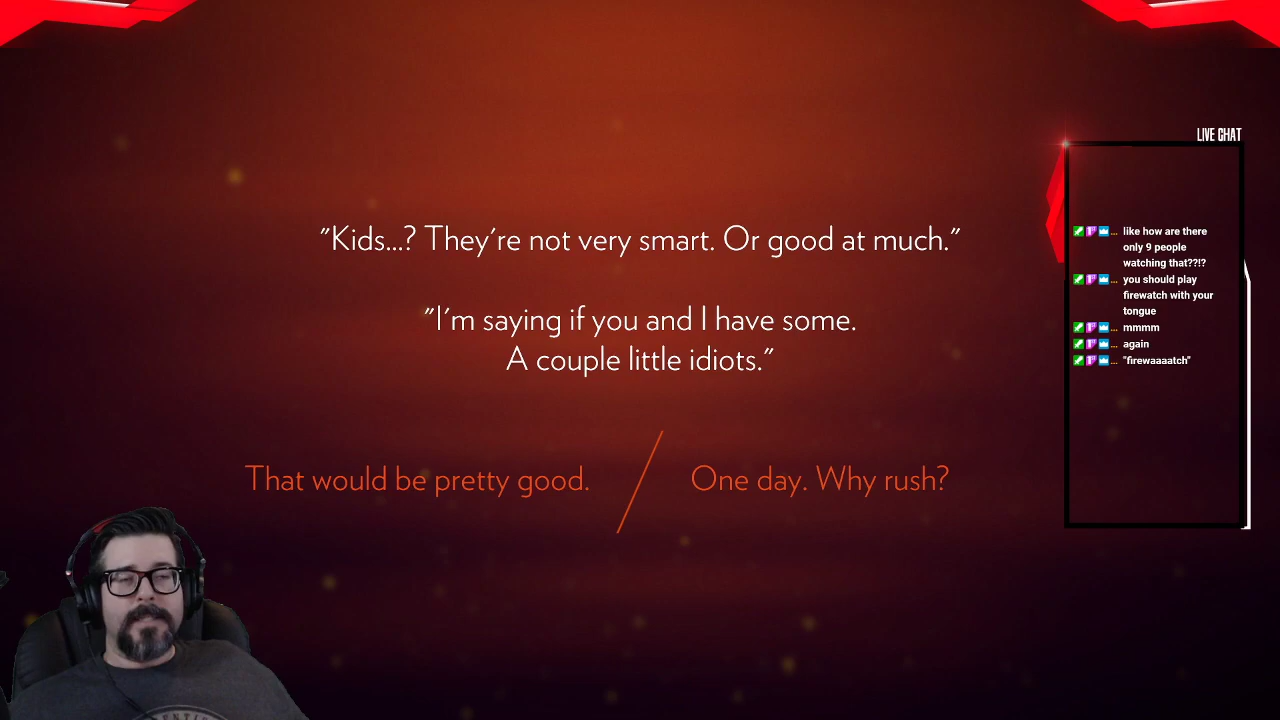 LIVE CHAT
"Kids...? They're not very smart. Or good at much."
"I'm saying if you and I have some.
A couple little idiots."
That would be pretty good. / One day. Why rush?
... like how are there
only 9 people
watching that??!?
... you should play
firewatch with your
tongue
... mmmm
... again
... "firewaaaatch"